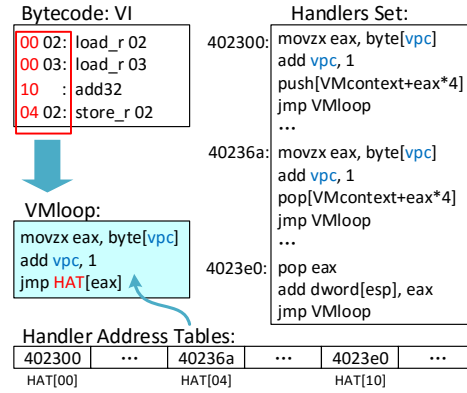 Bytecode: VI
00 02: load_r 02
00 03: load_r 03
10 : add32
04 02: store_r 02
VMloop:
movzx eax, byte[vpc]
add vpc, 1
jmp HAT[eax]
Handlers Set:
402300: movzx eax, byte[vpc]
add vpc, 1
push[VMcontext+eax*4]
jmp VMloop
...
40236a: movzx eax, byte[vpc]
add vpc, 1
pop[VMcontext+eax*4]
jmp VMloop
...
4023e0: pop eax
add dword[esp], eax
jmp VMloop
Handler Address Tables:
402300 ... 40236a ... 4023e0 ...
HAT[00] HAT[04] HAT[10]